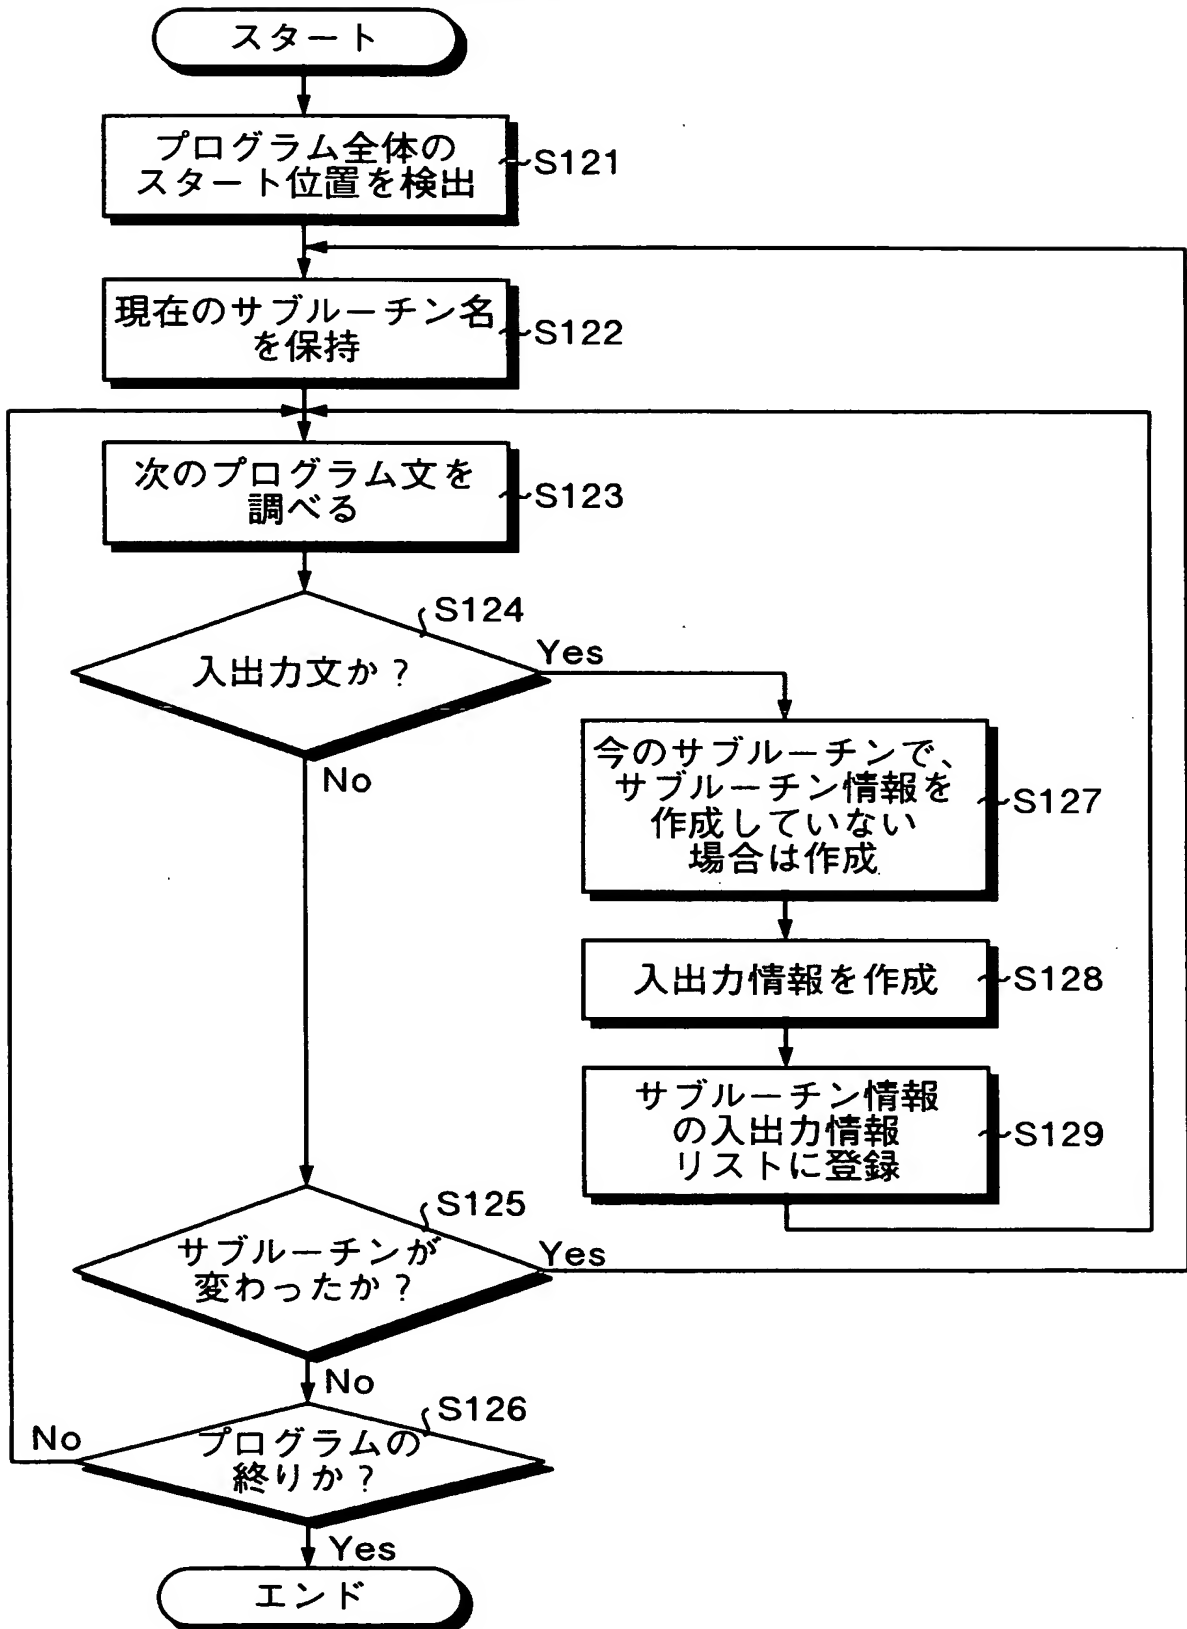 スタート
プログラム全体の
スタート位置を検出
S121
現在のサブルーチン名
を保持
S122
次のプログラム文を
調べる
S123
S124
入出力文か？
Yes
No
今のサブルーチンで、
サブルーチン情報を
作成していない
場合は作成
S127
入出力情報を作成
S128
サブルーチン情報
の入出力情報
リストに登録
S129
S125
サブルーチンが
変わったか？
Yes
No
S126
プログラムの
終りか？
No
Yes
エンド